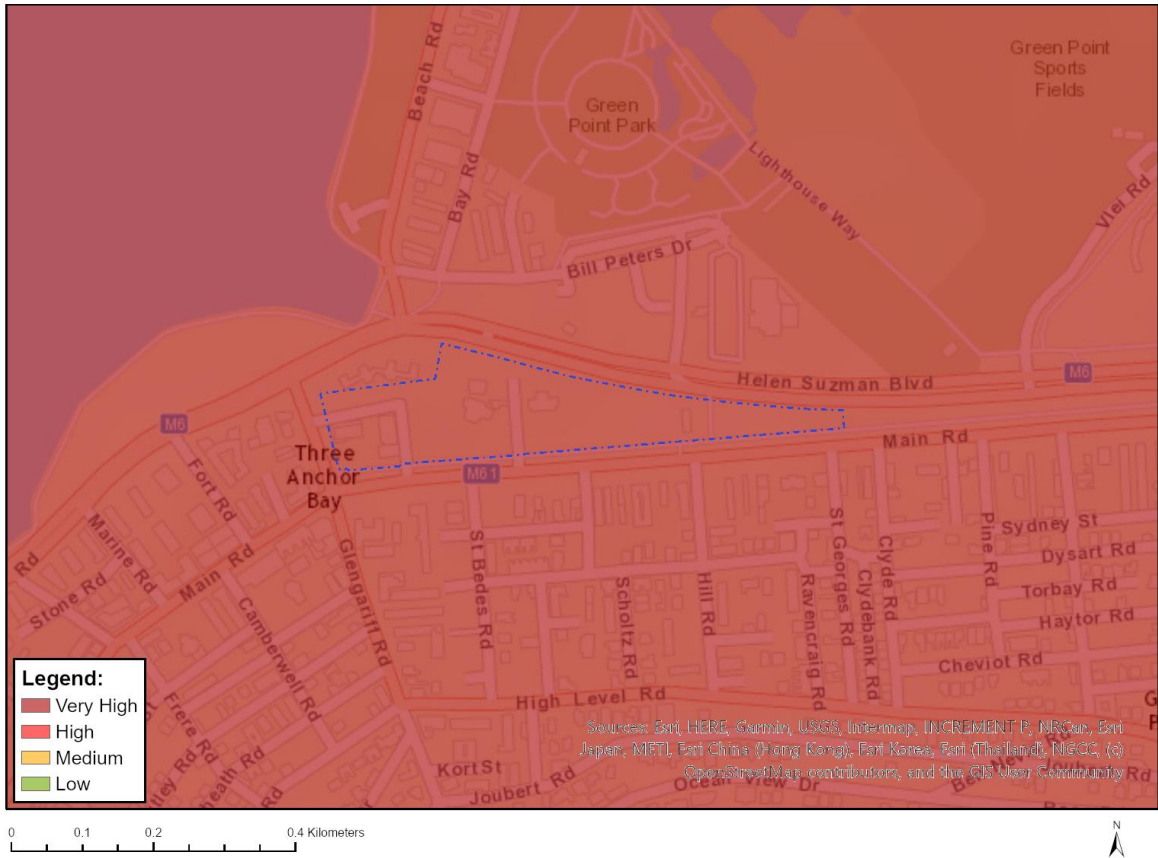 Green Point
Sports
Fields
Green
Point Park
Beach Rd
Bay Rd
Lighthouse Way
Vlei Rd
Bill Peters Dr
Helen Suzman Blvd
M6
M6
Main Rd
Three
Anchor
Bay
M61
Fort Rd
Marine Rd
Rd
Stone Rd
Main Rd
Glengariff Rd
Camberwell Rd
St Bedes Rd
Scholtz Rd
Hill Rd
Ravencraig Rd
St Georges Rd
Clydebank Rd
Clyde Rd
Pine Rd
Sydney St
Dysart Rd
Torbay Rd
Haytor Rd
Cheviot Rd
High Level Rd
Frere Rd
Kort St
Joubert Rd
Ocean View Dr
Joubert Rd
Legend:
Very High
High
Medium
Low
Sources: Esri, HERE, Garmin, USGS, Intermap, INCREMENT P, NRCan, Esri
Japan, METI, Esri China (Hong Kong), Esri Korea, Esri (Thailand), NGCC, (c)
OpenStreetMap contributors, and the GIS User Community
0 0.1 0.2 0.4 Kilometers
N